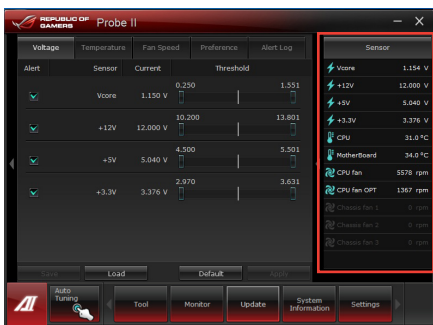 REPUBLIC OF
GAMERS Probe II
Voltage Temperature Fan Speed Preference Alert Log
Alert Sensor Current Threshold
Vcore 1.150 V 0.250 1.551
+12V 12.000 V 10.200 13.801
+5V 5.040 V 4.500 5.501
+3.3V 3.376 V 2.970 3.631
Save Load Default Apply
Sensor
Vcore 1.154 V
+12V 12.000 V
+5V 5.040 V
+3.3V 3.376 V
CPU 31.0 ºC
MotherBoard 34.0 ºC
CPU fan 5578 rpm
CPU fan OPT 1367 rpm
Chassis fan 1 0 rpm
Chassis fan 2 0 rpm
Chassis fan 3 0 rpm
Auto
Tuning
Tool Monitor Update System
Information Settings